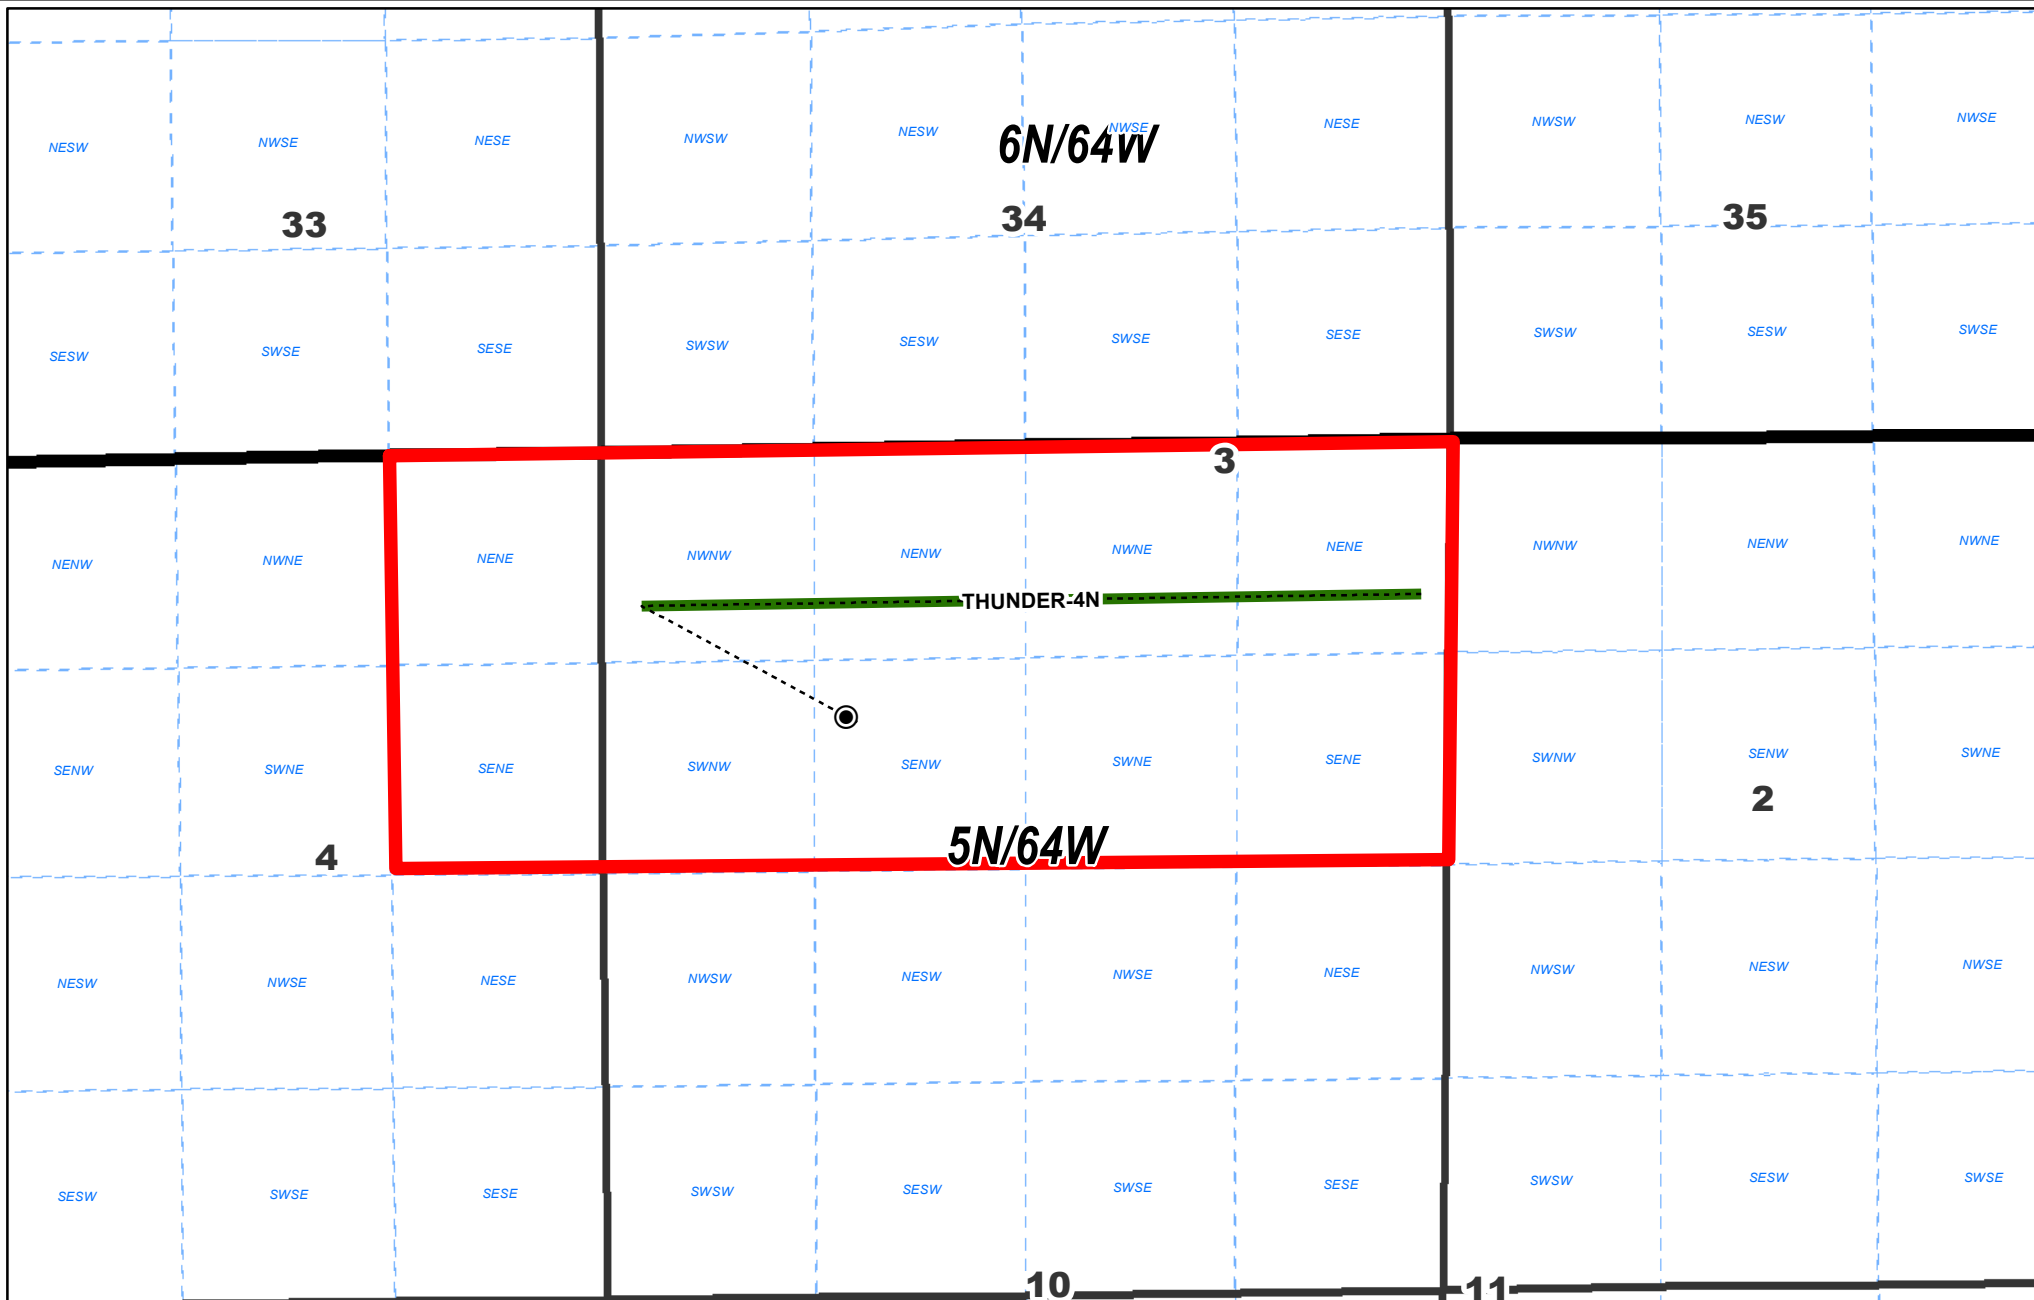 NESW NWSE NESE NWSW NESW NWSE NESE NWSW NESW NWSE
6N/64W
33 34 35
SESW SWSE SESE SWSW SESW SWSE SESE SWSW SESW SWSE
3
NENW NWNE NENE NWNW NENW NWNE NENE NWNW NENW NWNE
THUNDER-4N
SENW SWNE SENE SWNW SENW SWNE SENE SWNW SENW SWNE
2
5N/64W
4
NESW NWSE NESE NWSW NESW NWSE NESE NWSW NESW NWSE
SESW SWSE SESE SWSW SESW SWSE SESE SWSW SESW SWSE
10 11